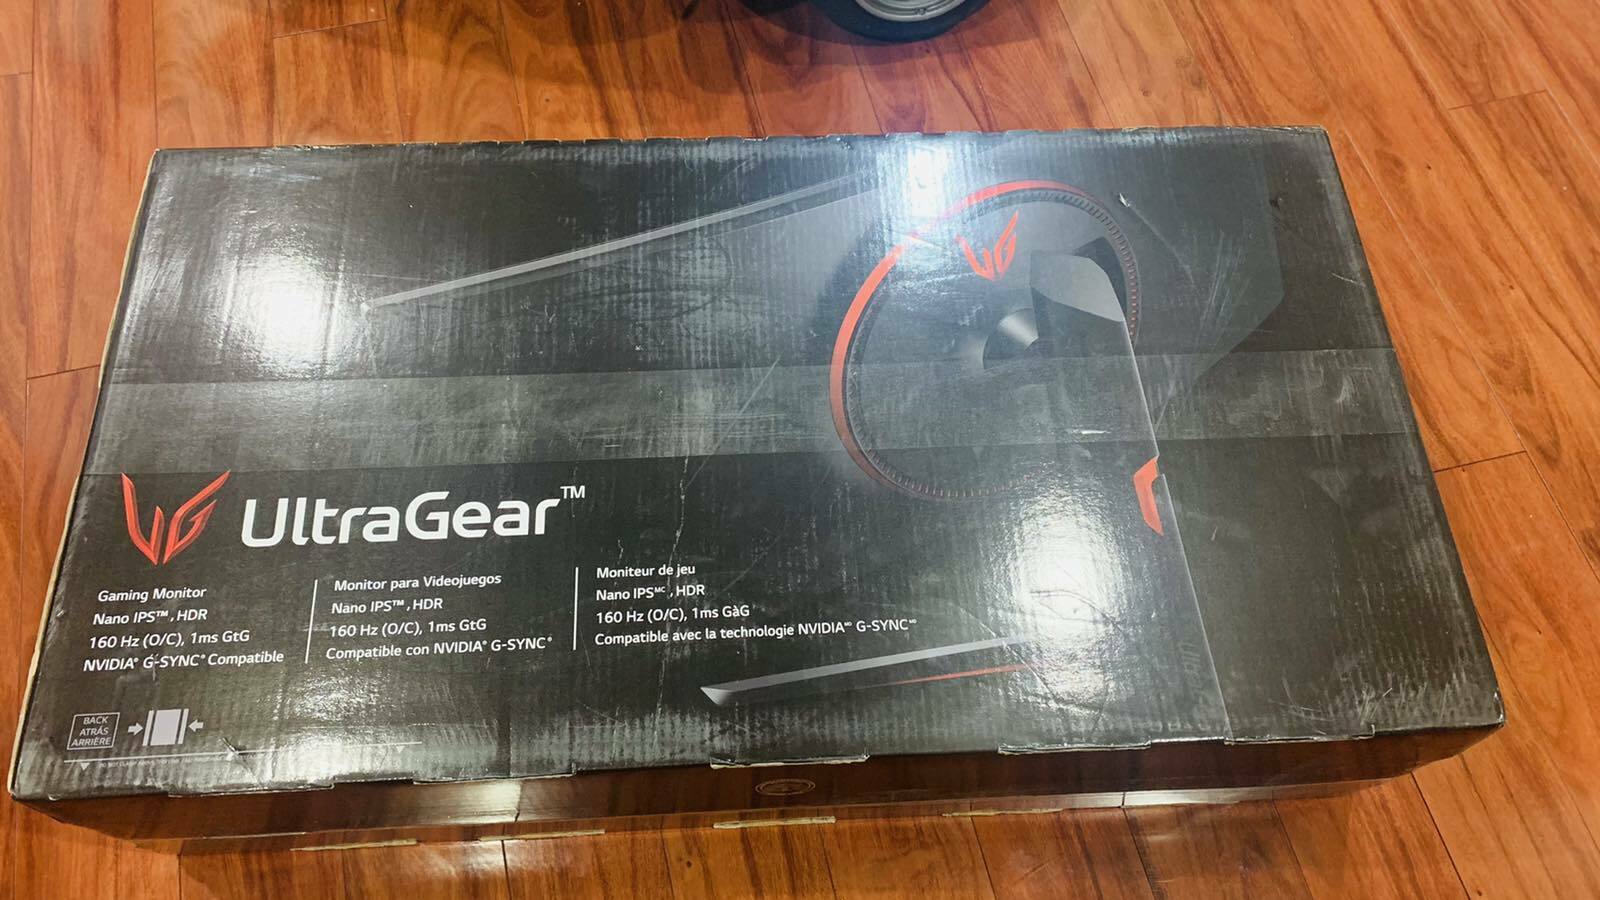 UltraGear™
Gaming Monitor
Nano IPS™, HDR
160 Hz (O/C), 1ms GtG
NVIDIA® G-SYNC® Compatible
Monitor para Videojuegos
Nano IPS™, HDR
160 Hz (O/C), 1ms GtG
Compatible con NVIDIA® G-SYNC®
Moniteur de jeu
Nano IPSᴹᶜ, HDR
160 Hz (O/C), 1ms GàG
Compatible avec la technologie NVIDIAᴹᴰ G-SYNCᴹᴰ
BACK
ATRÁS
ARRIÈRE